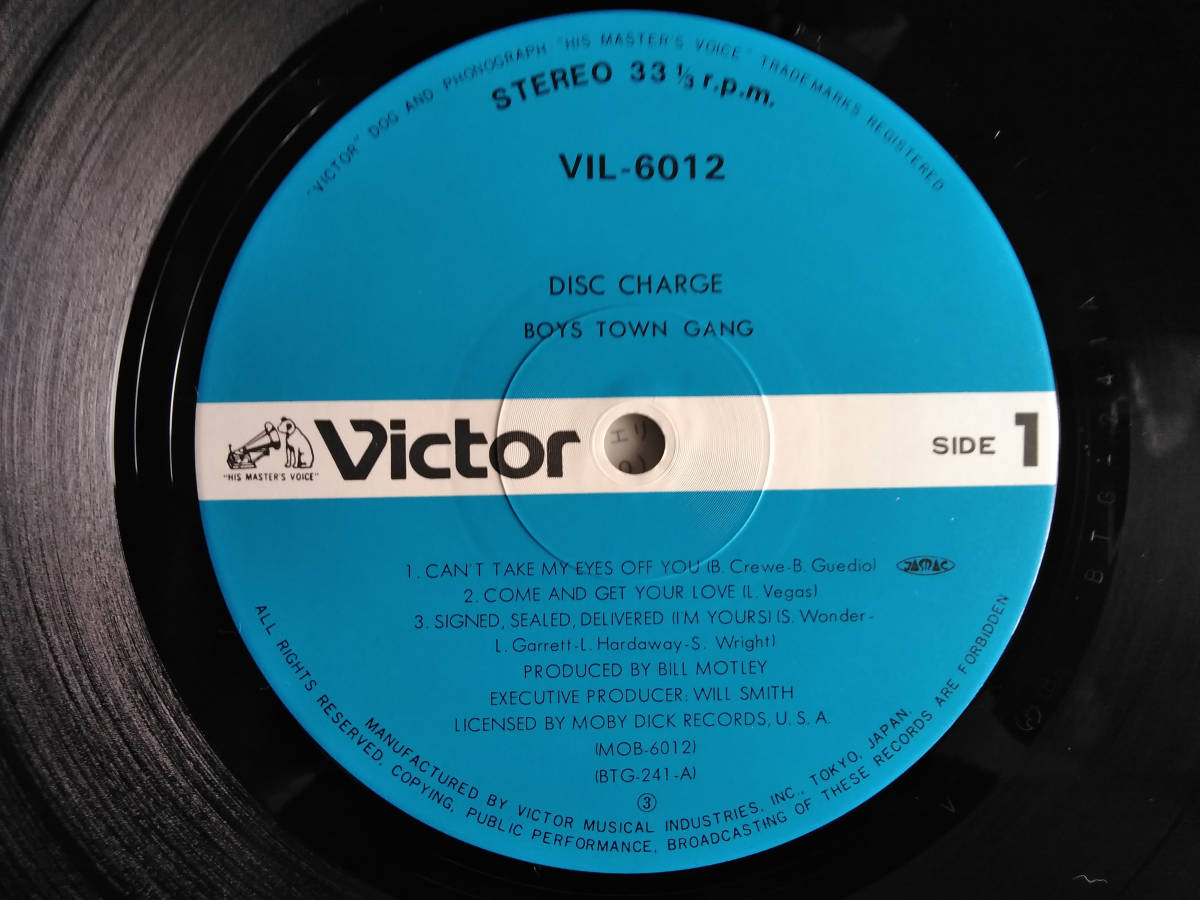 "VICTOR" DOG AND PHONOGRAPH "HIS MASTER'S VOICE" TRADEMARKS REGISTERED
STEREO 33 1/3 r.p.m.
VIL-6012
DISC CHARGE
BOYS TOWN GANG
"HIS MASTER'S VOICE"
Victor
SIDE 1
1. CAN'T TAKE MY EYES OFF YOU (B. Crewe-B. Guedio)
JASRAC
2. COME AND GET YOUR LOVE (L. Vegas)
3. SIGNED, SEALED, DELIVERED (I'M YOURS) (S. Wonder-
L. Garrett-L. Hardaway-S. Wright)
PRODUCED BY BILL MOTLEY
EXECUTIVE PRODUCER: WILL SMITH
LICENSED BY MOBY DICK RECORDS, U.S.A.
(MOB-6012)
(BTG-241-A)
③
MANUFACTURED BY VICTOR MUSICAL INDUSTRIES, INC., TOKYO, JAPAN.
ALL RIGHTS RESERVED, COPYING, PUBLIC PERFORMANCE, BROADCASTING OF THESE RECORDS ARE FORBIDDEN